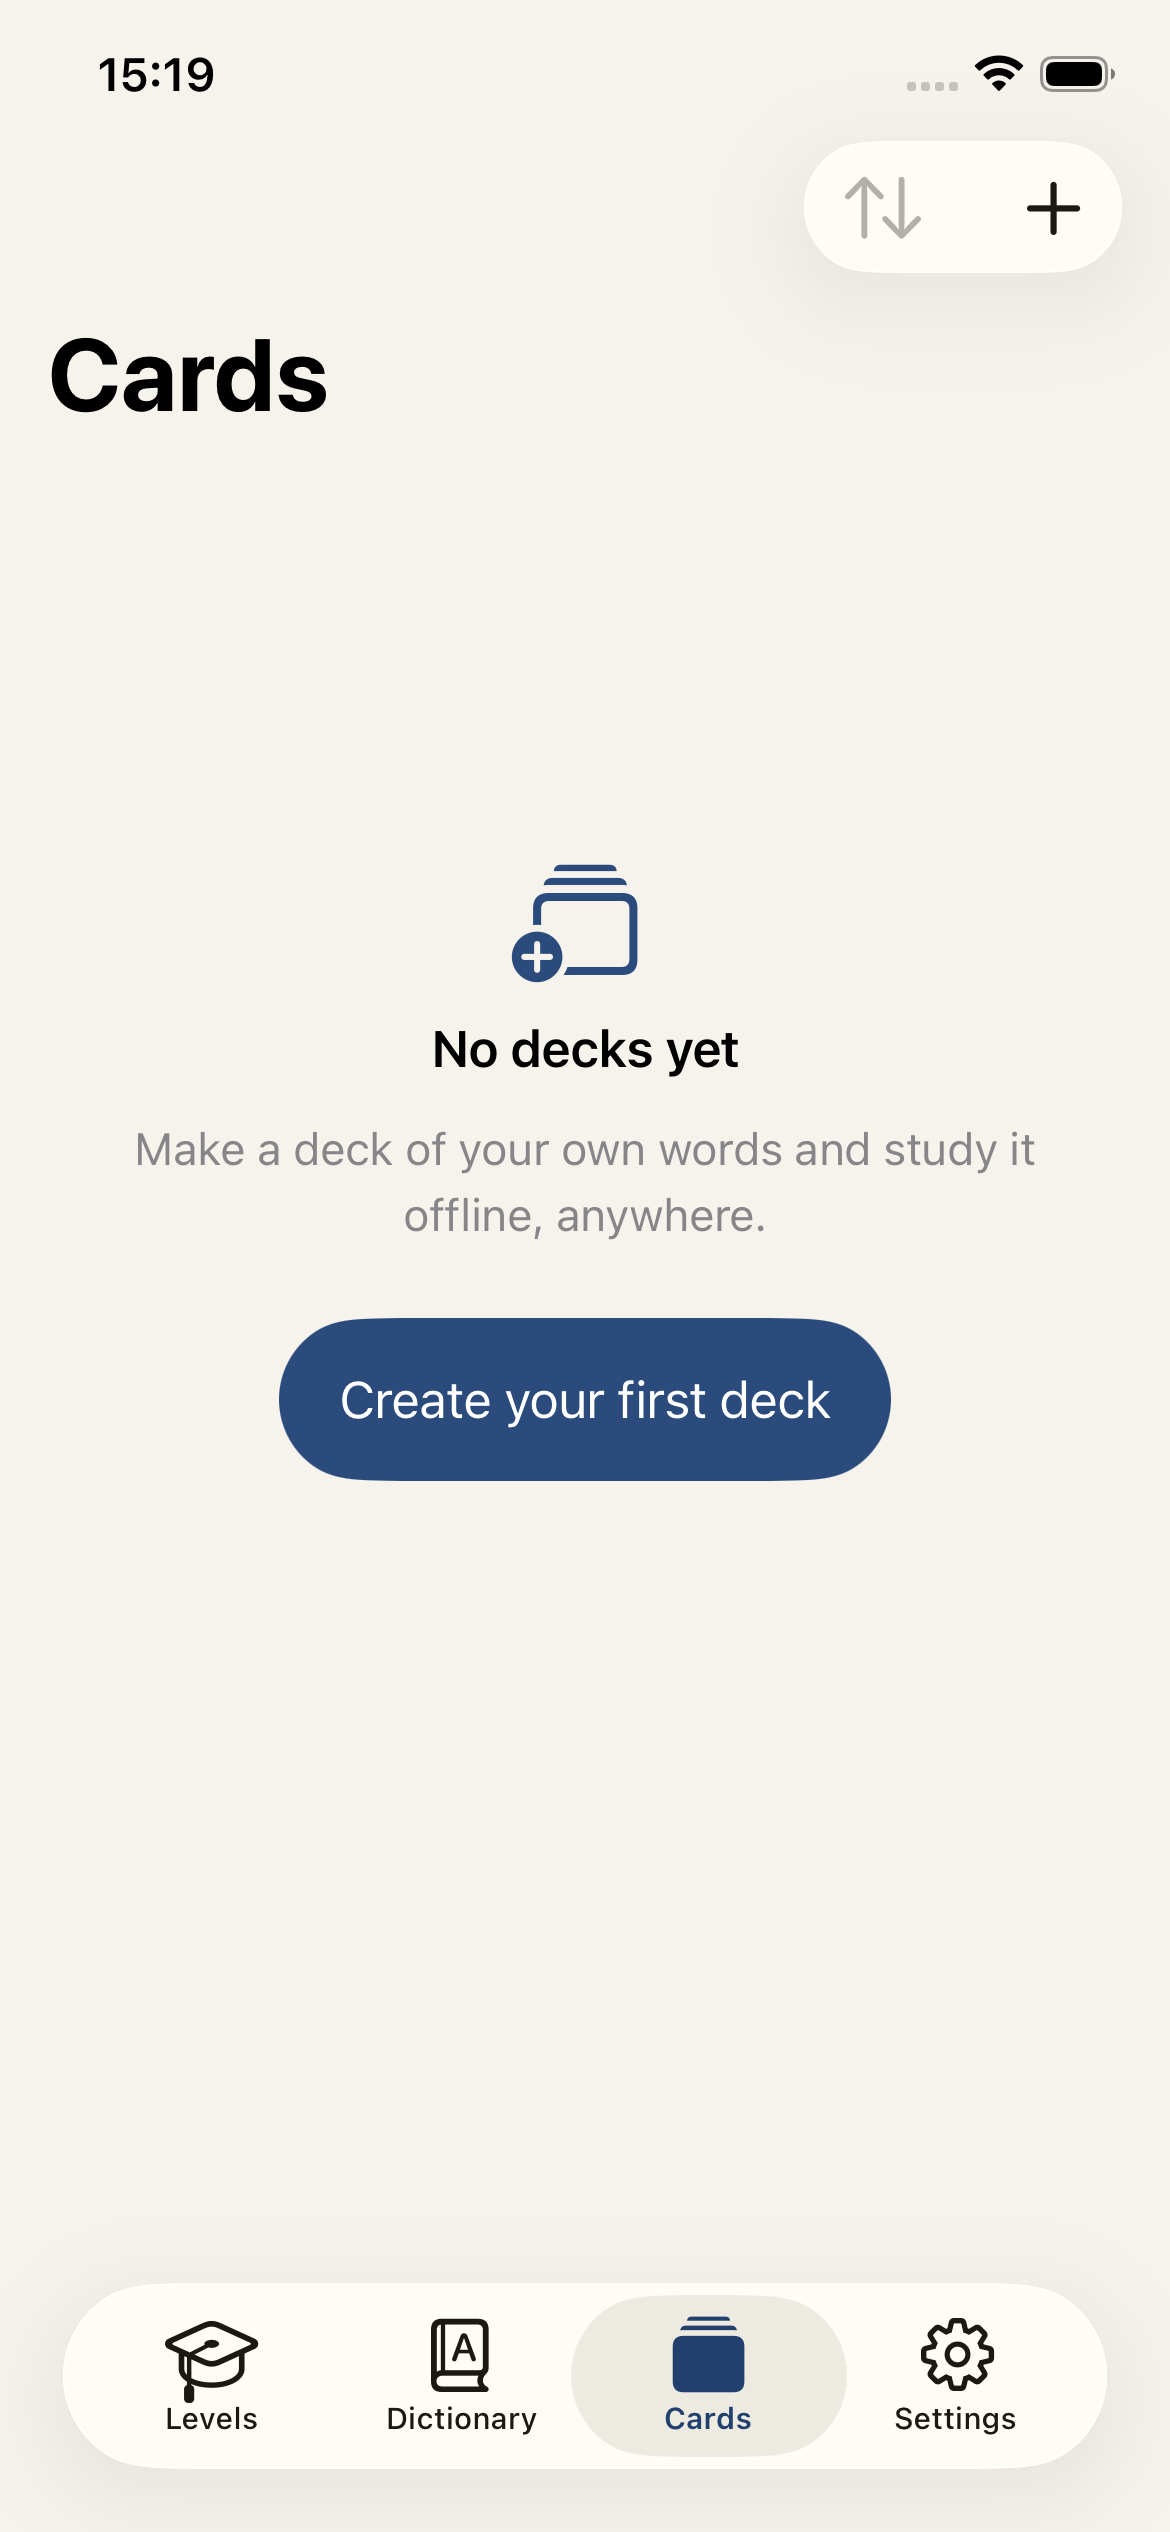 15:19
Cards
No decks yet
Make a deck of your own words and study it
offline, anywhere.
Create your first deck
A
Levels
Dictionary
Cards
Settings